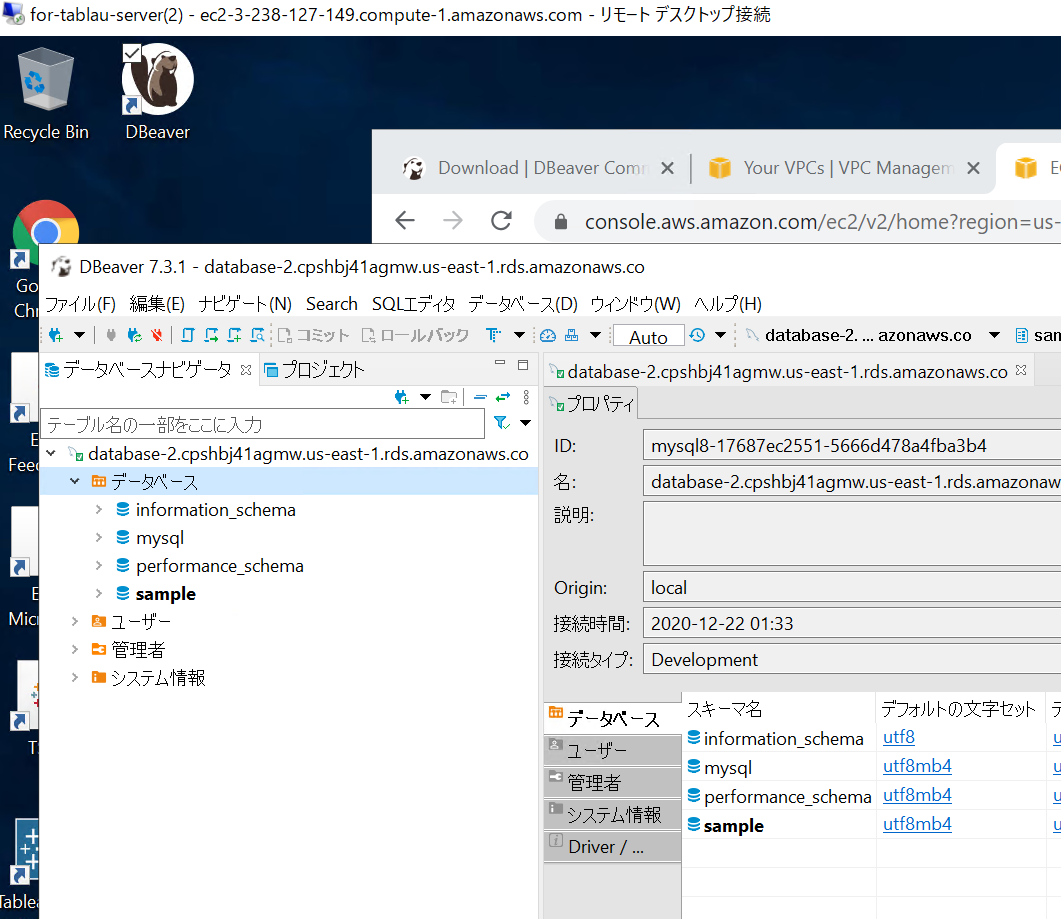 for-tablau-server(2) - ec2-3-238-127-149.compute-1.amazonaws.com - リモート デスクトップ接続
Recycle Bin
DBeaver
Download | DBeaver Comm
Your VPCs | VPC Managem
console.aws.amazon.com/ec2/v2/home?region=us-
Go
Chr
DBeaver 7.3.1 - database-2.cpshbj41agmw.us-east-1.rds.amazonaws.co
ファイル(F) 編集(E) ナビゲート(N) Search SQLエディタ データベース(D) ウィンドウ(W) ヘルプ(H)
コミット ロールバック Auto database-2. ... azonaws.co sam
データベースナビゲータ プロジェクト
テーブル名の一部をここに入力
database-2.cpshbj41agmw.us-east-1.rds.amazonaws.co
データベース
information_schema
mysql
performance_schema
sample
ユーザー
管理者
システム情報
E
Feec
E
Micr
Tablea
database-2.cpshbj41agmw.us-east-1.rds.amazonaws.co
プロパティ
ID: mysql8-17687ec2551-5666d478a4fba3b4
名: database-2.cpshbj41agmw.us-east-1.rds.amazonaw
説明:
Origin: local
接続時間: 2020-12-22 01:33
接続タイプ: Development
データベース
ユーザー
管理者
システム情報
Driver / ...
スキーマ名 デフォルトの文字セット
information_schema utf8
mysql utf8mb4
performance_schema utf8mb4
sample utf8mb4